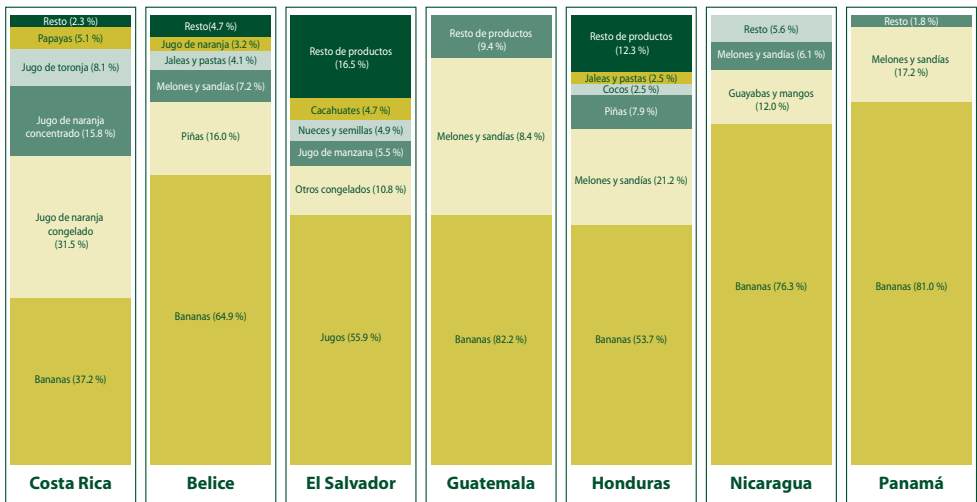 Resto (2.3 %)
Papayas (5.1 %)
Jugo de toronja (8.1 %)
Jugo de naranja
concentrado (15.8 %)
Jugo de naranja
congelado
(31.5 %)
Bananas (37.2 %)
Costa Rica
Resto(4.7 %)
Jugo de naranja (3.2 %)
Jaleas y pastas (4.1 %)
Melones y sandías (7.2 %)
Piñas (16.0 %)
Bananas (64.9 %)
Belice
Resto de productos
(16.5 %)
Cacahuates (4.7 %)
Nueces y semillas (4.9 %)
Jugo de manzana (5.5 %)
Otros congelados (10.8 %)
Jugos (55.9 %)
El Salvador
Resto de productos
(9.4 %)
Melones y sandías (8.4 %)
Bananas (82.2 %)
Guatemala
Resto de productos
(12.3 %)
Jaleas y pastas (2.5 %)
Cocos (2.5 %)
Piñas (7.9 %)
Melones y sandías (21.2 %)
Bananas (53.7 %)
Honduras
Resto (5.6 %)
Melones y sandías (6.1 %)
Guayabas y mangos
(12.0 %)
Bananas (76.3 %)
Nicaragua
Resto (1.8 %)
Melones y sandías
(17.2 %)
Bananas (81.0 %)
Panamá